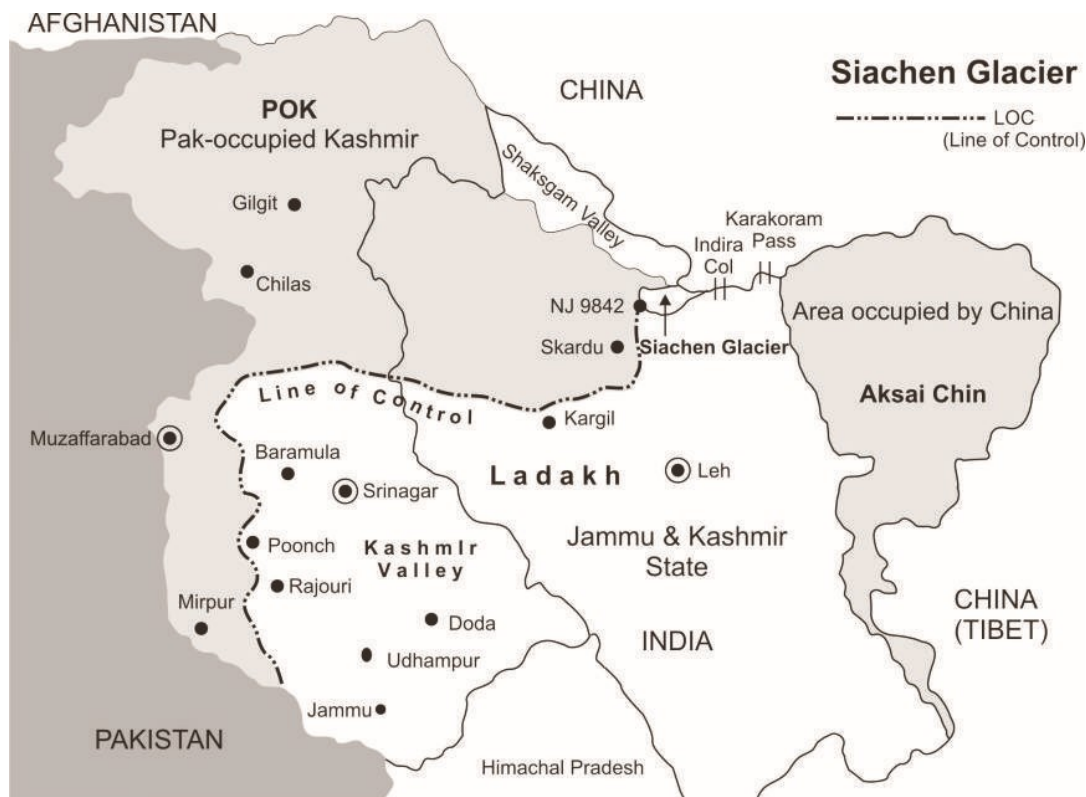 AFGHANISTAN
Siachen Glacier
LOC
(Line of Control)
CHINA
POK
Pak-occupied Kashmir
Shaksgam Valley
Gilgit
Karakoram
Pass
Indira
Col
Chilas
NJ 9842
Area occupied by China
Skardu
Siachen Glacier
Line of Control
Aksai Chin
Kargil
Muzaffarabad
Baramula
Ladakh
Leh
Srinagar
Poonch
KashmIr
Valley
Jammu & Kashmir
State
Rajouri
Mirpur
Doda
CHINA
(TIBET)
INDIA
Udhampur
Jammu
PAKISTAN
Himachal Pradesh